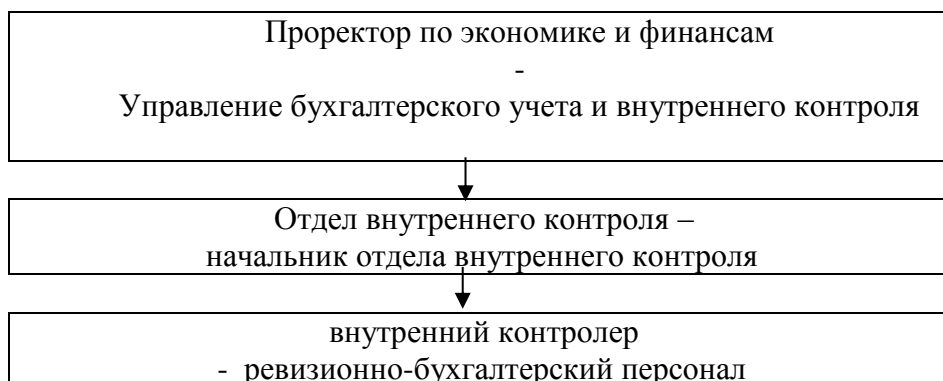 Проректор по экономике и финансам
-
Управление бухгалтерского учета и внутреннего контроля
Отдел внутреннего контроля –
начальник отдела внутреннего контроля
внутренний контролер
- ревизионно-бухгалтерский персонал